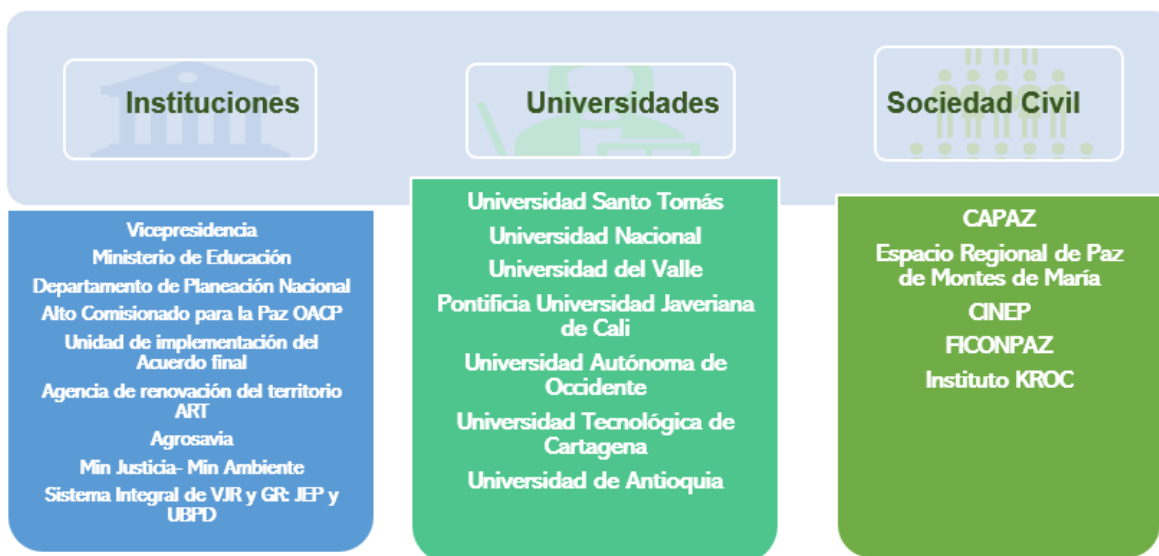 Instituciones
Vicepresidencia
Ministerio de Educación
Departamento de Planeación Nacional
Alto Comisionado para la Paz OACP
Unidad de implementación del
Acuerdo final
Agencia de renovación del territorio
ART
Agrosavia
Min Justicia- Min Ambiente
Sistema Integral de VJR y GR: JEP y
UBPD
Universidades
Universidad Santo Tomás
Universidad Nacional
Universidad del Valle
Pontificia Universidad Javeriana
de Cali
Universidad Autónoma de
Occidente
Universidad Tecnológica de
Cartagena
Universidad de Antioquia
Sociedad Civil
CAPAZ
Espacio Regional de Paz
de Montes de María
CINEP
FICONPAZ
Instituto KROC